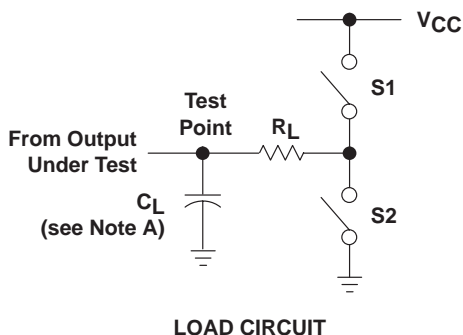 VCC
S1
Test
Point
RL
From Output
Under Test
CL
(see Note A)
S2
LOAD CIRCUIT